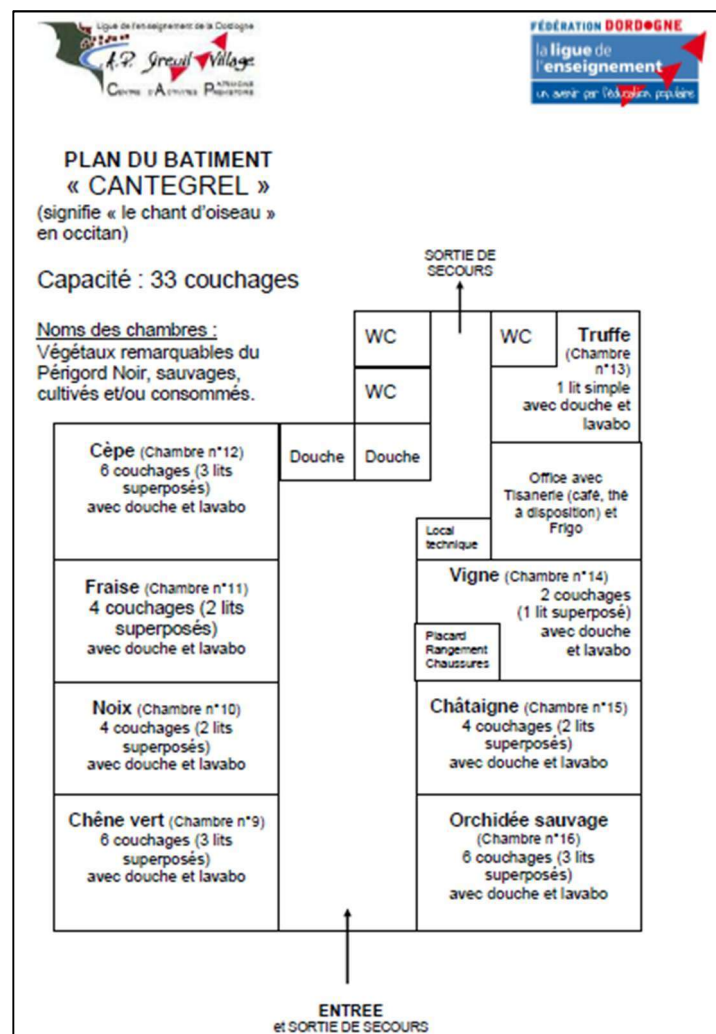 Ligue de l'enseignement de la Dordogne
A.P. Greuil Village
CENTRE D'ACTIVITÉS PATRIMOINE PRÉHISTOIRE
FÉDÉRATION DORDOGNE
la ligue de
l'enseignement
un avenir par l'éducation populaire
PLAN DU BATIMENT
« CANTEGREL »
(signifie « le chant d'oiseau »
en occitan)
Capacité : 33 couchages
Noms des chambres :
Végétaux remarquables du
Périgord Noir, sauvages,
cultivés et/ou consommés.
SORTIE DE
SECOURS
WC
WC
WC
Truffe
(Chambre
n°13)
1 lit simple
avec douche et
lavabo
Cèpe (Chambre n°12)
6 couchages (3 lits
superposés)
avec douche et lavabo
Douche
Douche
Office avec
Tisanerie (café, thé
à disposition) et
Frigo
Local
technique
Fraise (Chambre n°11)
4 couchages (2 lits
superposés)
avec douche et lavabo
Vigne (Chambre n°14)
2 couchages
(1 lit superposé)
avec douche
et lavabo
Placard
Rangement
Chaussures
Noix (Chambre n°10)
4 couchages (2 lits
superposés)
avec douche et lavabo
Châtaigne (Chambre n°15)
4 couchages (2 lits
superposés)
avec douche et lavabo
Chêne vert (Chambre n°9)
6 couchages (3 lits
superposés)
avec douche et lavabo
Orchidée sauvage
(Chambre n°16)
6 couchages (3 lits
superposés)
avec douche et lavabo
ENTREE
et SORTIE DE SECOURS